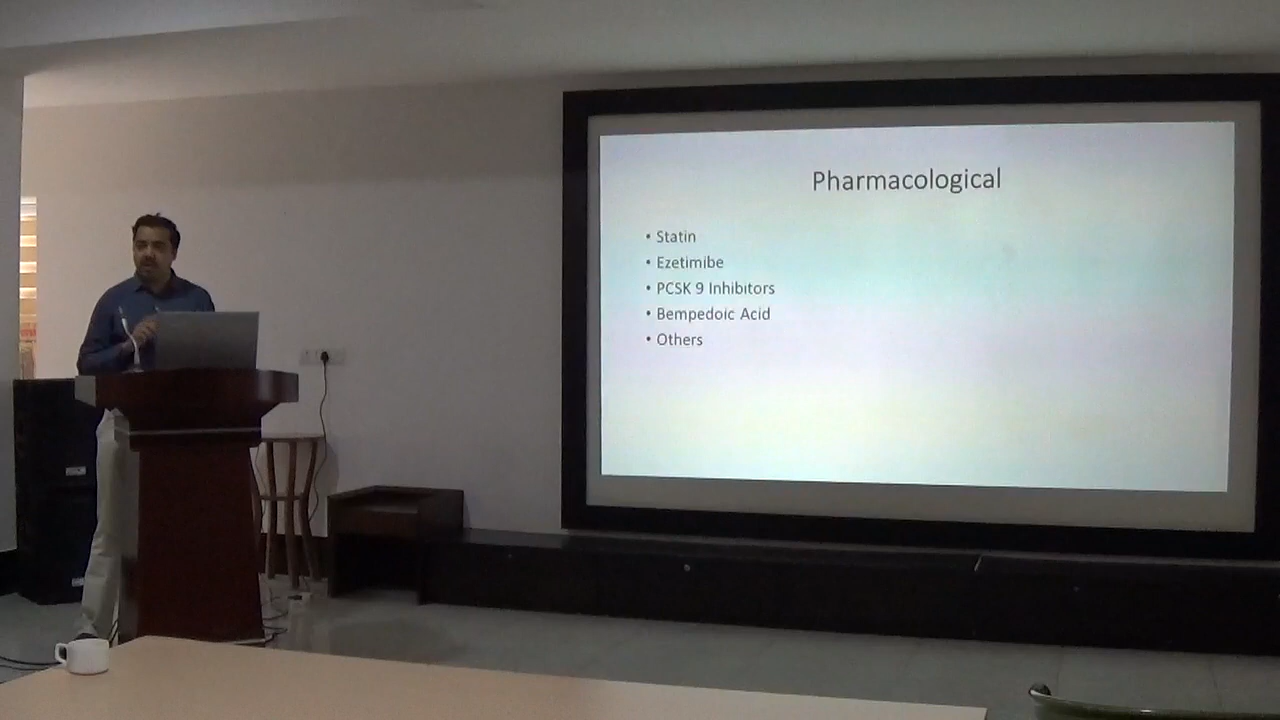 Pharmacological
• Statin
• Ezetimibe
• PCSK 9 Inhibitors
• Bempedoic Acid
• Others